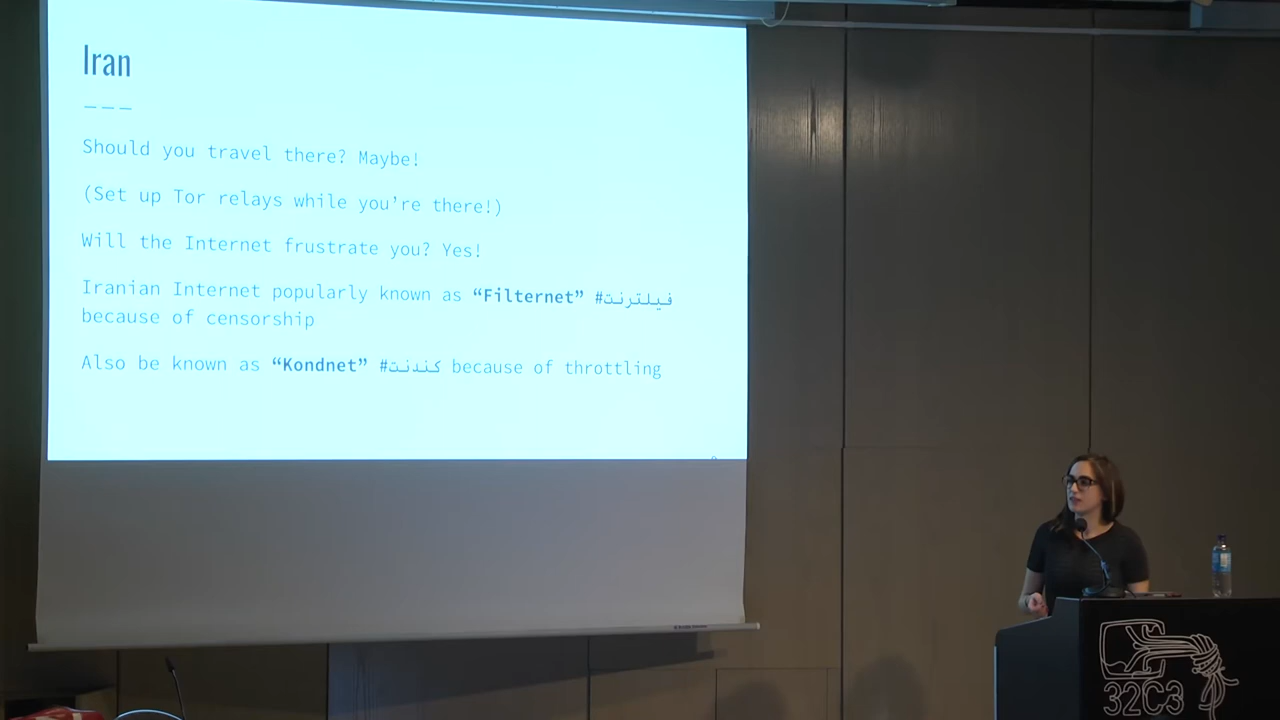 Iran
Should you travel there? Maybe!
(Set up Tor relays while you’re there!)
Will the Internet frustrate you? Yes!
Iranian Internet popularly known as “Filternet” #فیلترنت
because of censorship
Also be known as “Kondnet” #کندنت because of throttling
32C3